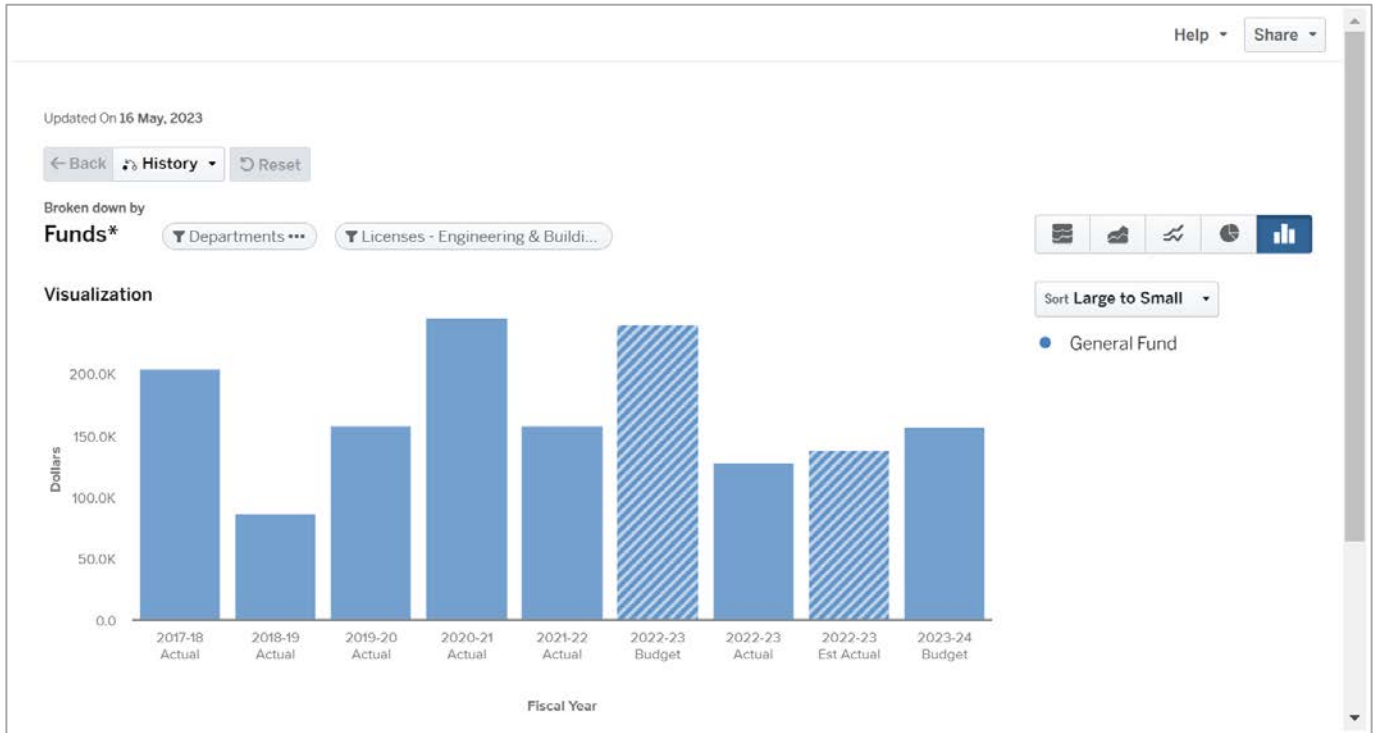 Help
Share
Updated On 16 May, 2023
Back
History
Reset
Broken down by
Funds*
Departments •••
Licenses - Engineering & Buildi...
Visualization
Sort Large to Small
General Fund
Dollars
200.0K
150.0K
100.0K
50.0K
0.0
2017-18 Actual
2018-19 Actual
2019-20 Actual
2020-21 Actual
2021-22 Actual
2022-23 Budget
2022-23 Actual
2022-23 Est Actual
2023-24 Budget
Fiscal Year